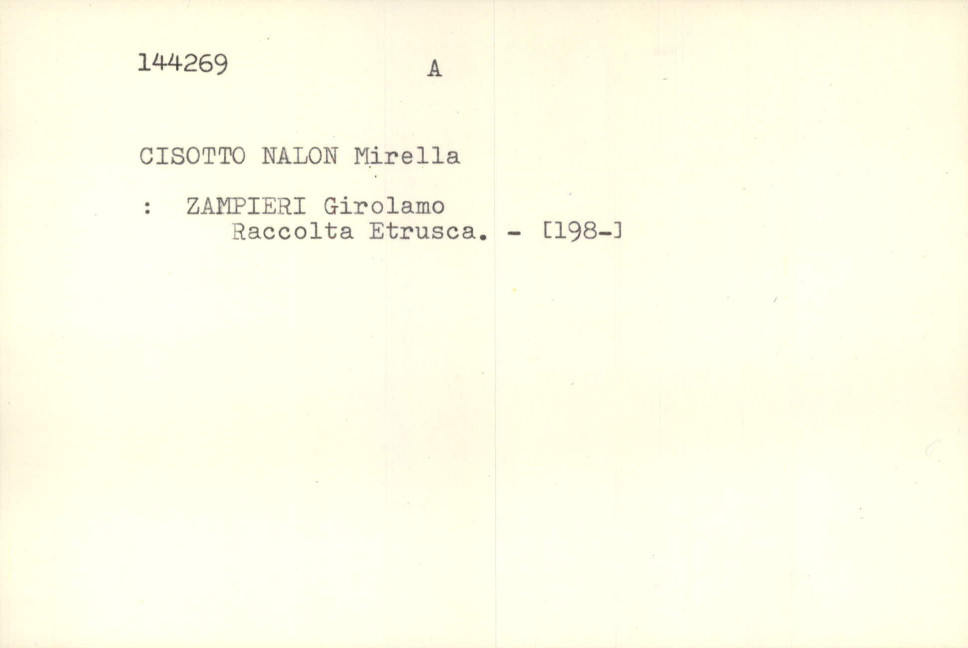 144269 A
CISOTTO NALON Mirella
: ZAMPIERI Girolamo
Raccolta Etrusca. - [198-]